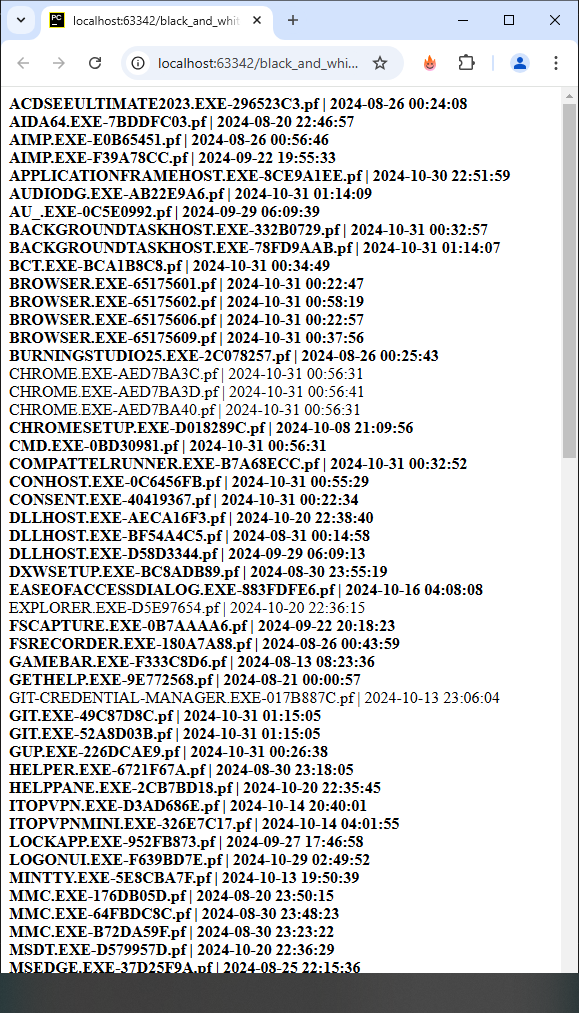 localhost:63342/black_and_whit
localhost:63342/black_and_whi...
ACDSEEULTIMATE2023.EXE-296523C3.pf | 2024-08-26 00:24:08
AIDA64.EXE-7BDDFC03.pf | 2024-08-20 22:46:57
AIMP.EXE-E0B65451.pf | 2024-08-26 00:56:46
AIMP.EXE-F39A78CC.pf | 2024-09-22 19:55:33
APPLICATIONFRAMEHOST.EXE-8CE9A1EE.pf | 2024-10-30 22:51:59
AUDIODG.EXE-AB22E9A6.pf | 2024-10-31 01:14:09
AU_.EXE-0C5E0992.pf | 2024-09-29 06:09:39
BACKGROUNDTASKHOST.EXE-332B0729.pf | 2024-10-31 00:32:57
BACKGROUNDTASKHOST.EXE-78FD9AAB.pf | 2024-10-31 01:14:07
BCT.EXE-BCA1B8C8.pf | 2024-10-31 00:34:49
BROWSER.EXE-65175601.pf | 2024-10-31 00:22:47
BROWSER.EXE-65175602.pf | 2024-10-31 00:58:19
BROWSER.EXE-65175606.pf | 2024-10-31 00:22:57
BROWSER.EXE-65175609.pf | 2024-10-31 00:37:56
BURNINGSTUDIO25.EXE-2C078257.pf | 2024-08-26 00:25:43
CHROME.EXE-AED7BA3C.pf | 2024-10-31 00:56:31
CHROME.EXE-AED7BA3D.pf | 2024-10-31 00:56:41
CHROME.EXE-AED7BA40.pf | 2024-10-31 00:56:31
CHROMESETUP.EXE-D018289C.pf | 2024-10-08 21:09:56
CMD.EXE-0BD30981.pf | 2024-10-31 00:56:31
COMPATTELRUNNER.EXE-B7A68ECC.pf | 2024-10-31 00:32:52
CONHOST.EXE-0C6456FB.pf | 2024-10-31 00:55:29
CONSENT.EXE-40419367.pf | 2024-10-31 00:22:34
DLLHOST.EXE-AECA16F3.pf | 2024-10-20 22:38:40
DLLHOST.EXE-BF54A4C5.pf | 2024-08-31 00:14:58
DLLHOST.EXE-D58D3344.pf | 2024-09-29 06:09:13
DXWSETUP.EXE-BC8ADB89.pf | 2024-08-30 23:55:19
EASEOFACCESSDIALOG.EXE-883FDFE6.pf | 2024-10-16 04:08:08
EXPLORER.EXE-D5E97654.pf | 2024-10-20 22:36:15
FSCAPTURE.EXE-0B7AAAA6.pf | 2024-09-22 20:18:23
FSRECORDER.EXE-180A7A88.pf | 2024-08-26 00:43:59
GAMEBAR.EXE-F333C8D6.pf | 2024-08-13 08:23:36
GETHELP.EXE-9E772568.pf | 2024-08-21 00:00:57
GIT-CREDENTIAL-MANAGER.EXE-017B887C.pf | 2024-10-13 23:06:04
GIT.EXE-49C87D8C.pf | 2024-10-31 01:15:05
GIT.EXE-52A8D03B.pf | 2024-10-31 01:15:05
GUP.EXE-226DCAE9.pf | 2024-10-31 00:26:38
HELPER.EXE-6721F67A.pf | 2024-08-30 23:18:05
HELPPANE.EXE-2CB7BD18.pf | 2024-10-20 22:35:45
ITOPVPN.EXE-D3AD686E.pf | 2024-10-14 20:40:01
ITOPVPNMINI.EXE-326E7C17.pf | 2024-10-14 04:01:55
LOCKAPP.EXE-952FB873.pf | 2024-09-27 17:46:58
LOGONUI.EXE-F639BD7E.pf | 2024-10-29 02:49:52
MINTTY.EXE-5E8CBA7F.pf | 2024-10-13 19:50:39
MMC.EXE-176DB05D.pf | 2024-08-20 23:50:15
MMC.EXE-64FBDC8C.pf | 2024-08-30 23:48:23
MMC.EXE-B72DA59F.pf | 2024-08-30 23:23:22
MSDT.EXE-D579957D.pf | 2024-10-20 22:36:29
MSEDGE.EXE-37D25F9A.pf | 2024-08-25 22:15:36